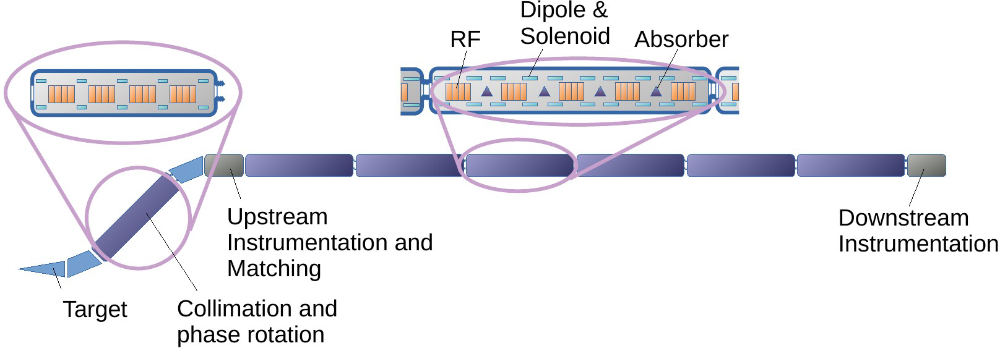 Dipole &
Solenoid
RF
Absorber
Upstream
Instrumentation and
Matching
Downstream
Instrumentation
Target
Collimation and
phase rotation